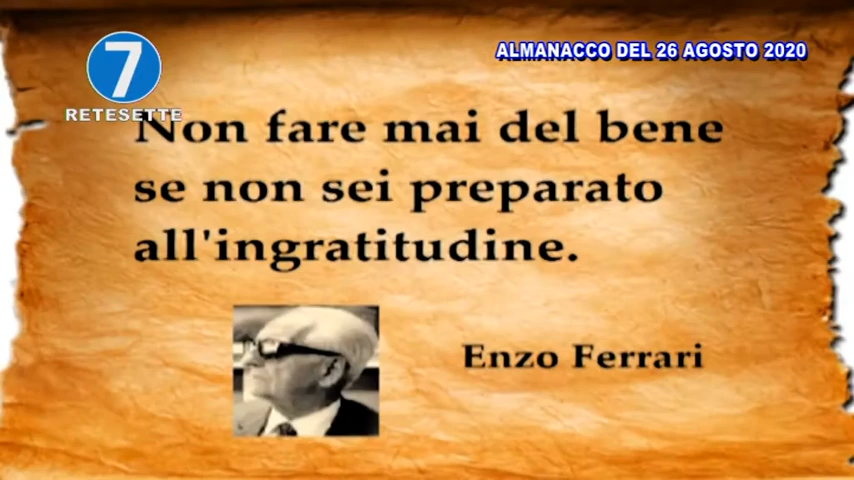 7
ALMANACCO DEL 26 AGOSTO 2020
RETESETTE
Non fare mai del bene
se non sei preparato
all'ingratitudine.
Enzo Ferrari